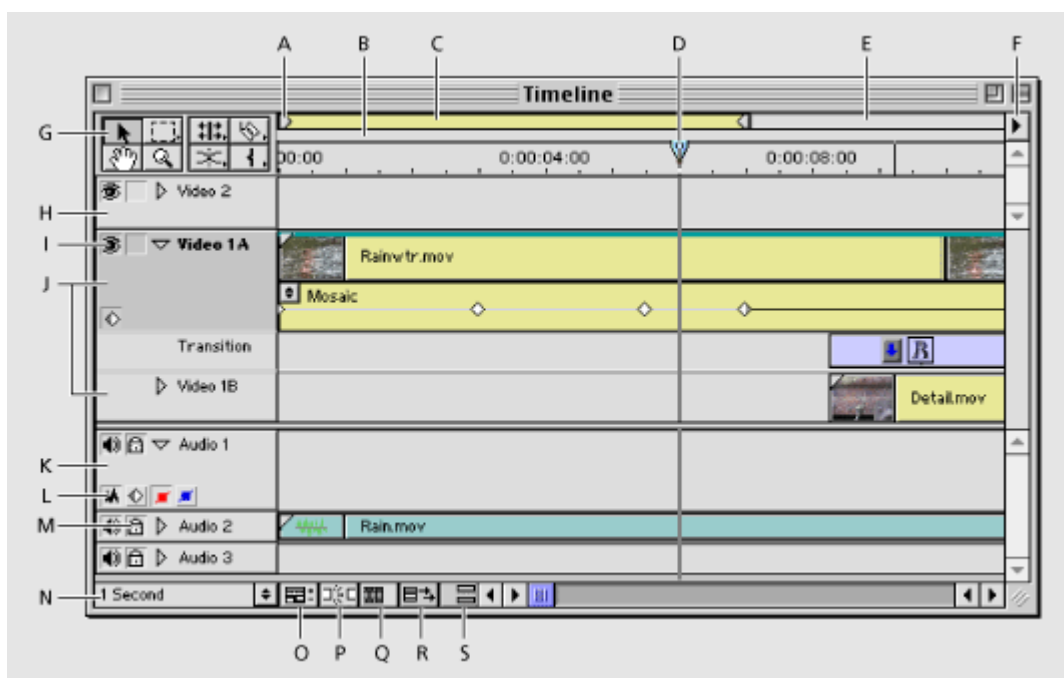 A B C D E F
Timeline
G
00:00 0:00:04:00 0:00:08:00
Video 2
H
I Video 1A Rainwtr.mov
J Mosaic
Transition B
Video 1B Detail.mov
Audio 1
K
L
M Audio 2 Rain.mov
Audio 3
N 1 Second
O P Q R S